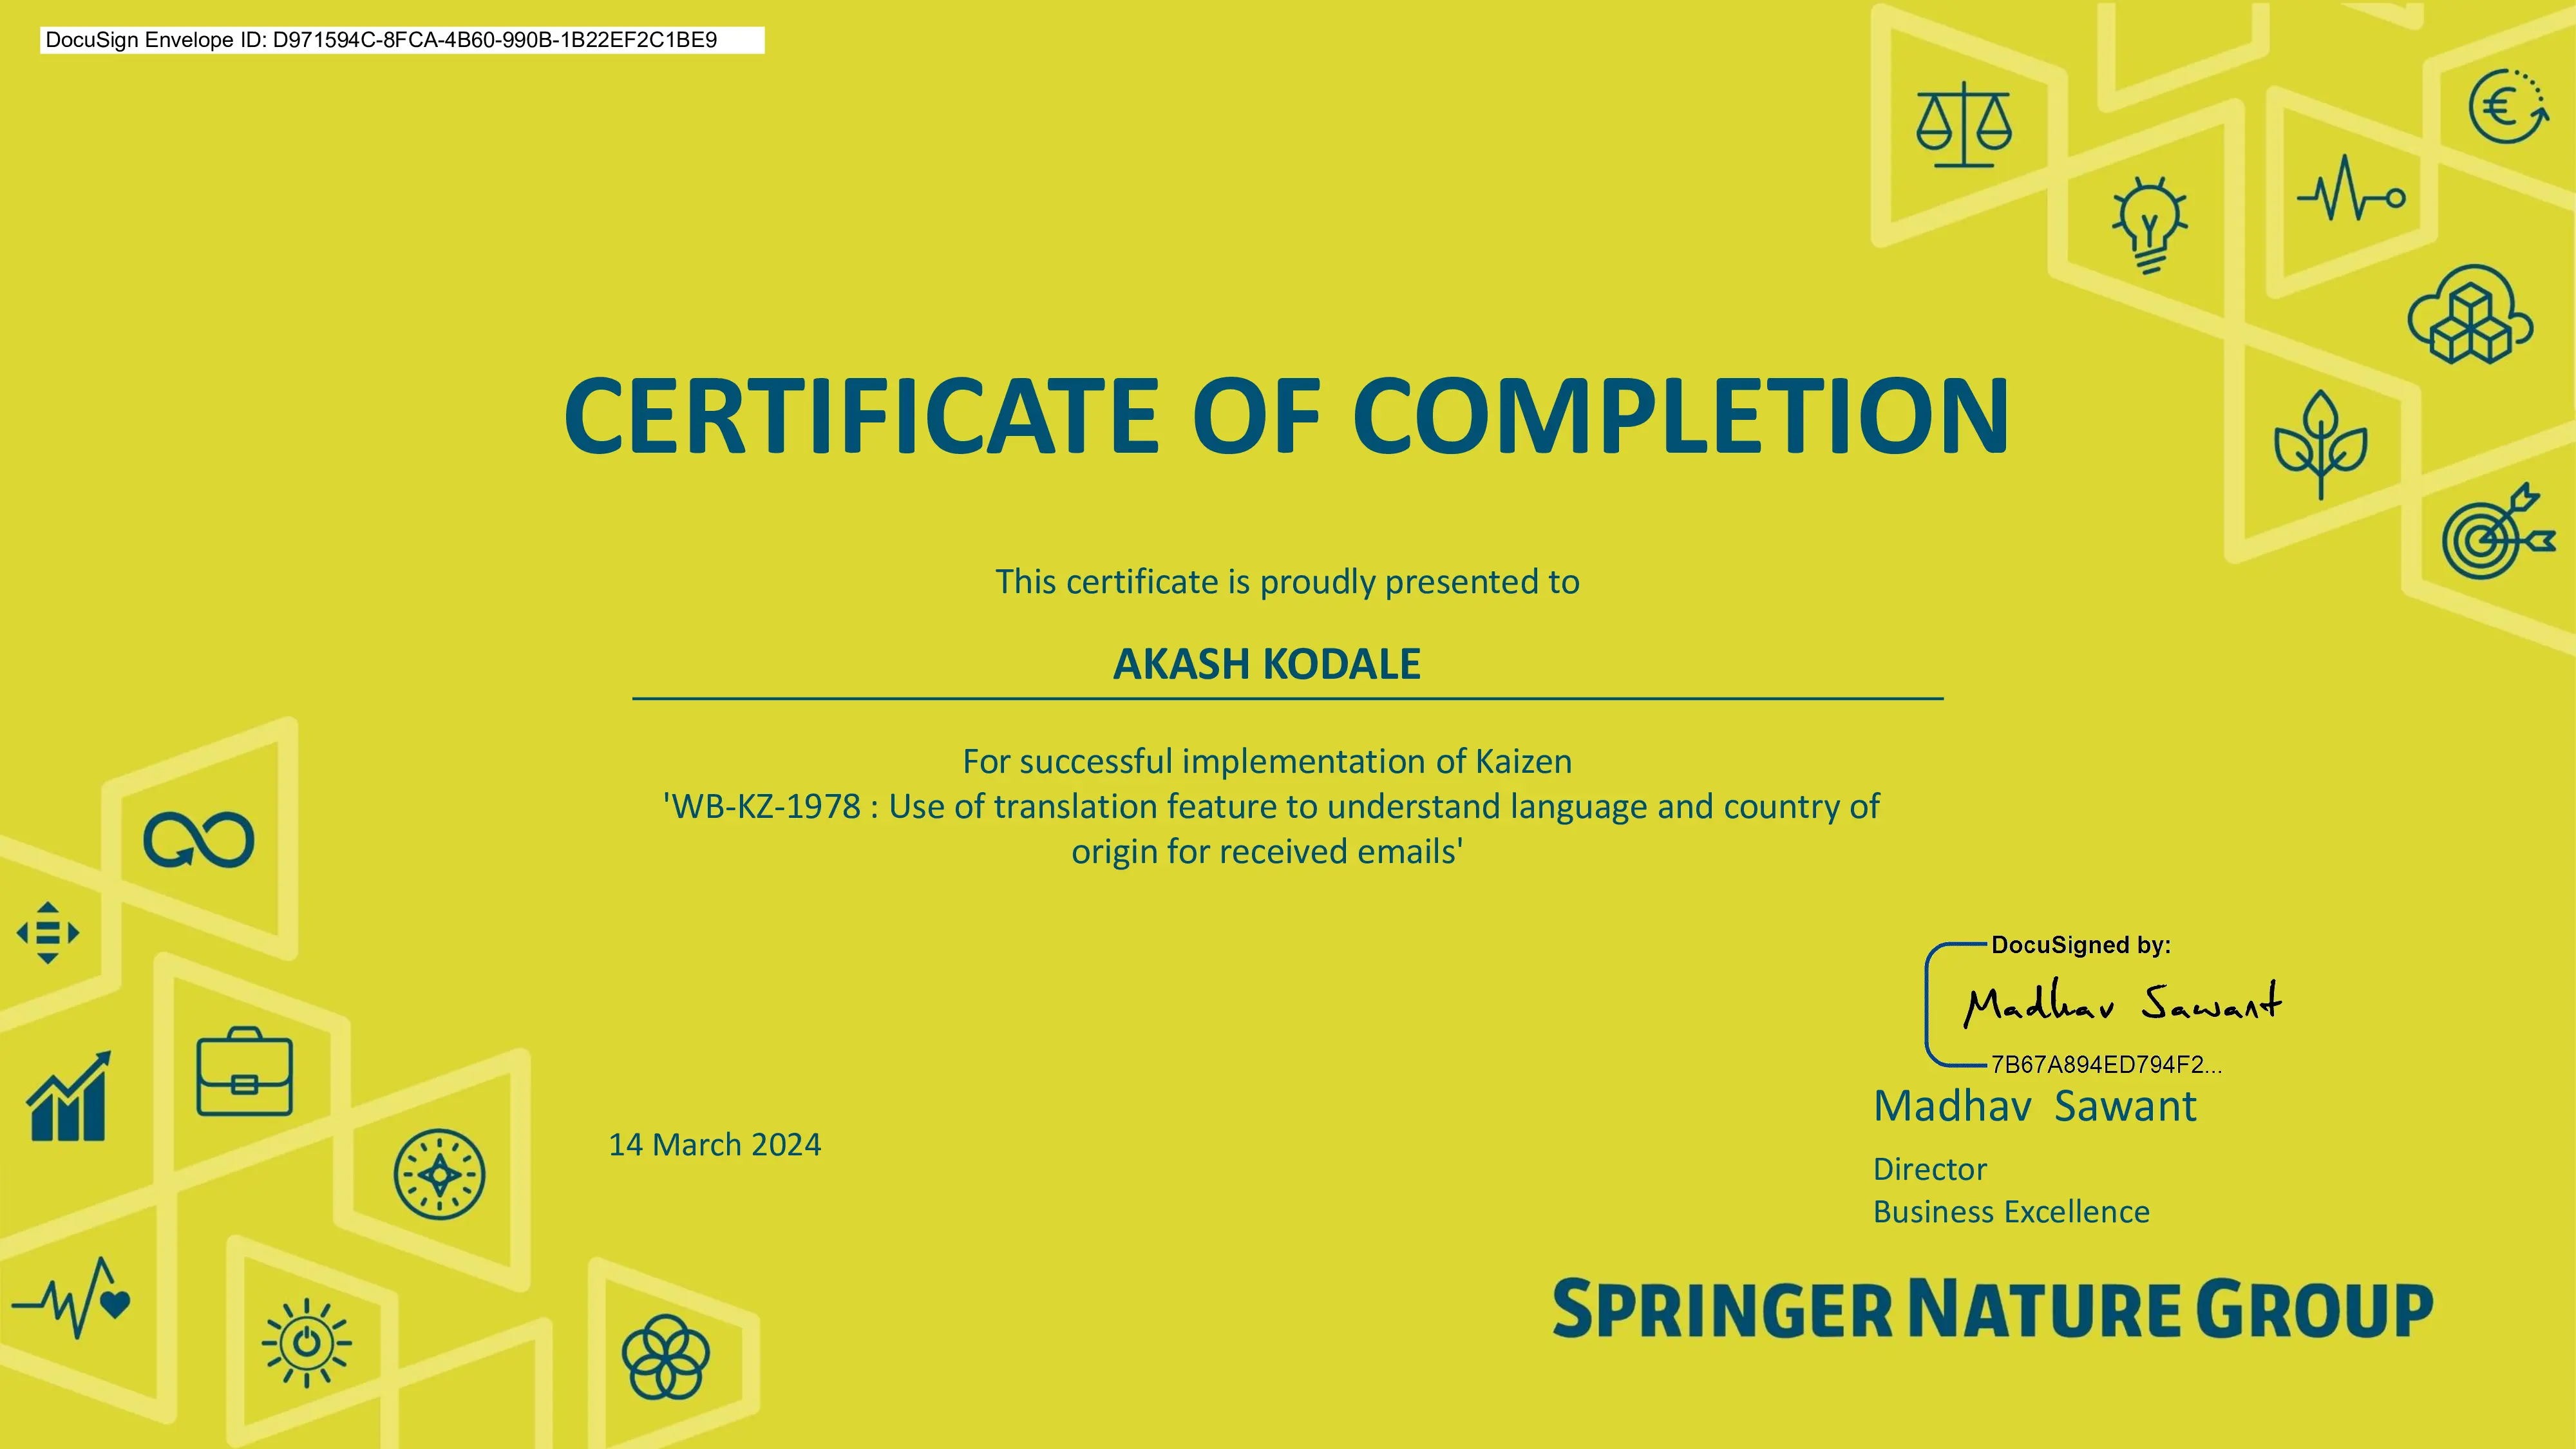 DocuSign Envelope ID: D971594C-8FCA-4B60-990B-1B22EF2C1BE9
CERTIFICATE OF COMPLETION
This certificate is proudly presented to
AKASH KODALE
For successful implementation of Kaizen
'WB-KZ-1978 : Use of translation feature to understand language and country of
origin for received emails'
DocuSigned by:
Madhav Sawant
7B67A894ED794F2...
Madhav Sawant
14 March 2024
Director
Business Excellence
SPRINGER NATURE GROUP